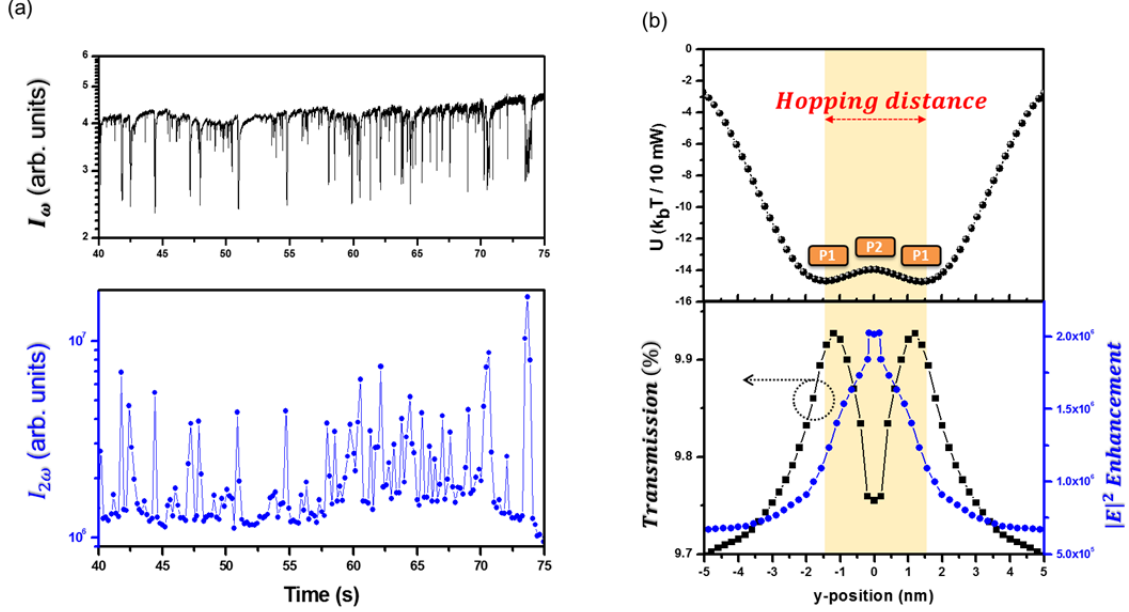 (a)
(b)
6
5
4
3
2
I_ω (arb. units)
40 45 50 55 60 65 70 75
10^7
10^6
I_2ω (arb. units)
40 45 50 55 60 65 70 75
Time (s)
0
-2
-4
-6
-8
-10
-12
-14
-16
U (k_bT / 10 mW)
Hopping distance
P1 P2 P1
9.9
9.8
9.7
Transmission (%)
2.0x10^6
1.5x10^6
1.0x10^6
5.0x10^5
|E|^2 Enhancement
-5 -4 -3 -2 -1 0 1 2 3 4 5
y-position (nm)